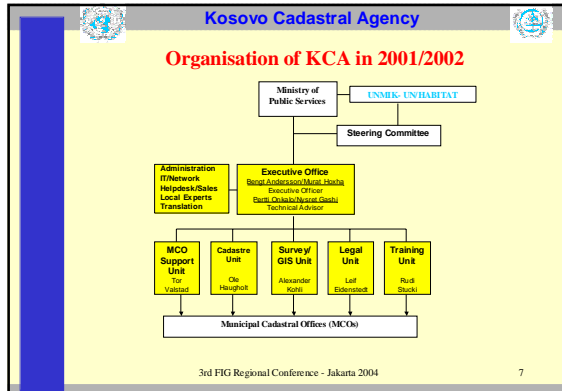 Kosovo Cadastral Agency
Organisation of KCA in 2001/2002
Ministry of
Public Services
UNMIK- UN/HABITAT
Steering Committee
Administration
IT/Network
Helpdesk/Sales
Local Experts
Translation
Executive Office
Bengt Andersson/Murat Hoxha
Executive Officer
Pertti Onkalo/Nysret Gashi
Technical Advisor
MCO
Support
Unit
Tor
Valstad
Cadastre
Unit
Ole
Haugholt
Survey/
GIS Unit
Alexander
Kohli
Legal
Unit
Leif
Eidenstedt
Training
Unit
Rudi
Stucki
Municipal Cadastral Offices (MCOs)
3rd FIG Regional Conference - Jakarta 2004
7